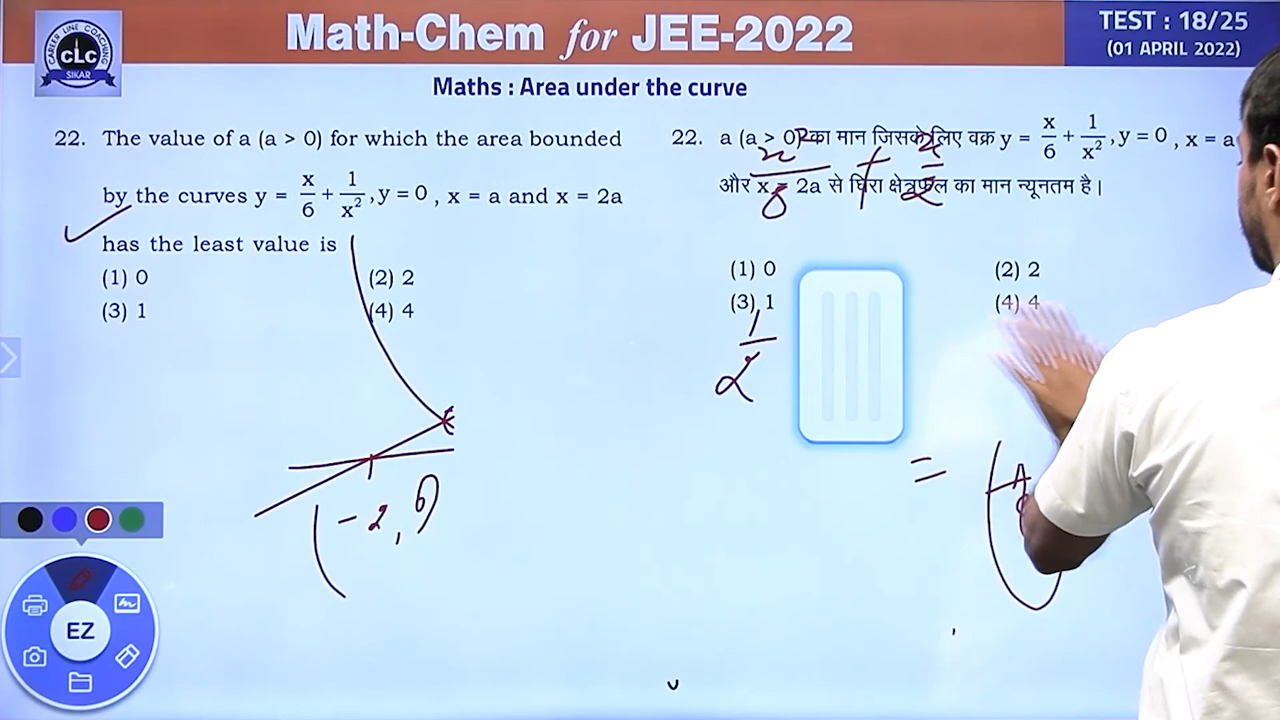 CAREER LINE COACHING
CLC
SIKAR
Math-Chem for JEE-2022
TEST : 18/25
(01 APRIL 2022)
Maths : Area under the curve
22. The value of a (a > 0) for which the area bounded
by the curves y = x/6 + 1/x², y = 0, x = a and x = 2a
has the least value is
(1) 0 (2) 2
(3) 1 (4) 4
(-2, 0)
22. a (a > 0) का मान जिसके लिए वक्र y = x/6 + 1/x², y = 0, x = a
और x = 2a से घिरा क्षेत्रफल का मान न्यूनतम है।
(1) 0 (2) 2
(3) 1 (4) 4
=
EZ